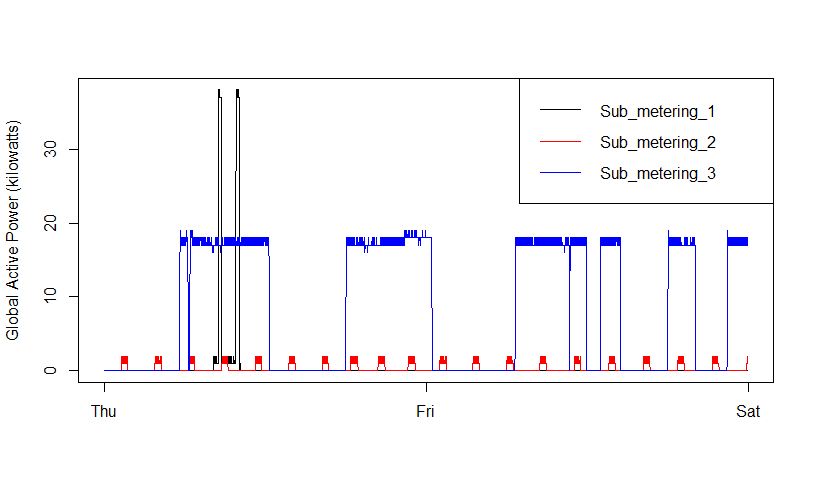 Sub_metering_1
Sub_metering_2
Sub_metering_3
Global Active Power (kilowatts)
30
20
10
0
Thu Fri Sat